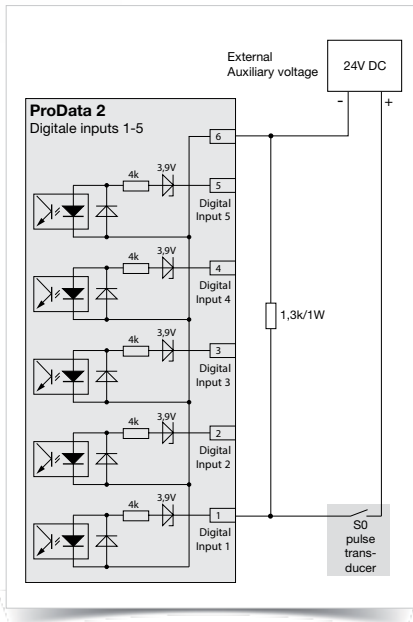 External
Auxiliary voltage
24V DC
-
+
ProData 2
Digitale inputs 1-5
6
4k
3,9V
5
Digital
Input 5
4k
3,9V
4
Digital
Input 4
1,3k/1W
4k
3,9V
3
Digital
Input 3
4k
3,9V
2
Digital
Input 2
4k
3,9V
1
Digital
Input 1
S0
pulse
trans-
ducer